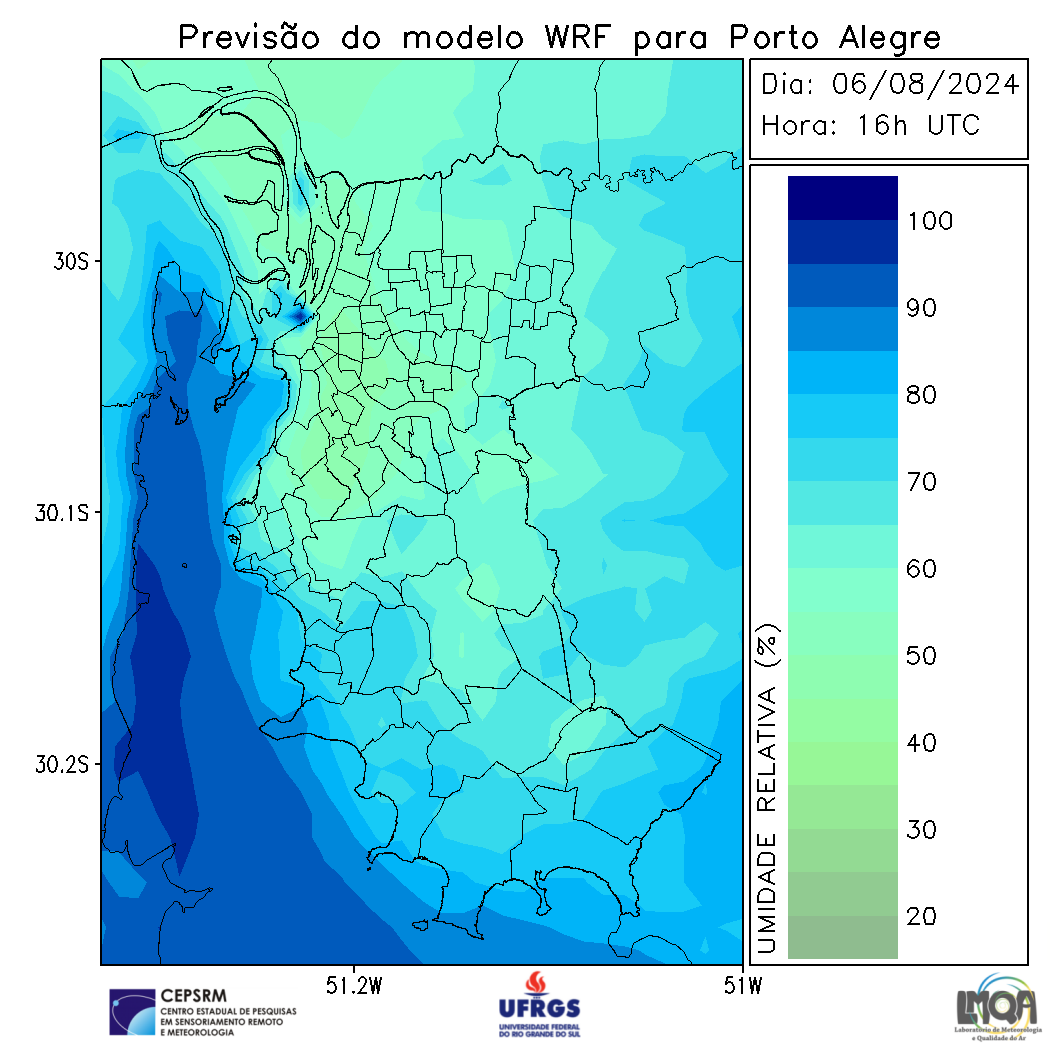 Previsão do modelo WRF para Porto Alegre
Dia: 06/08/2024
Hora: 16h UTC
30S
30.1S
30.2S
51.2W
51W
UMIDADE RELATIVA (%)
100
90
80
70
60
50
40
30
20
CEPSRM
CENTRO ESTADUAL DE PESQUISAS
EM SENSORIAMENTO REMOTO
E METEOROLOGIA
UFRGS
UNIVERSIDADE FEDERAL
DO RIO GRANDE DO SUL
LMQA
Laboratório de Meteorologia
e Qualidade do Ar